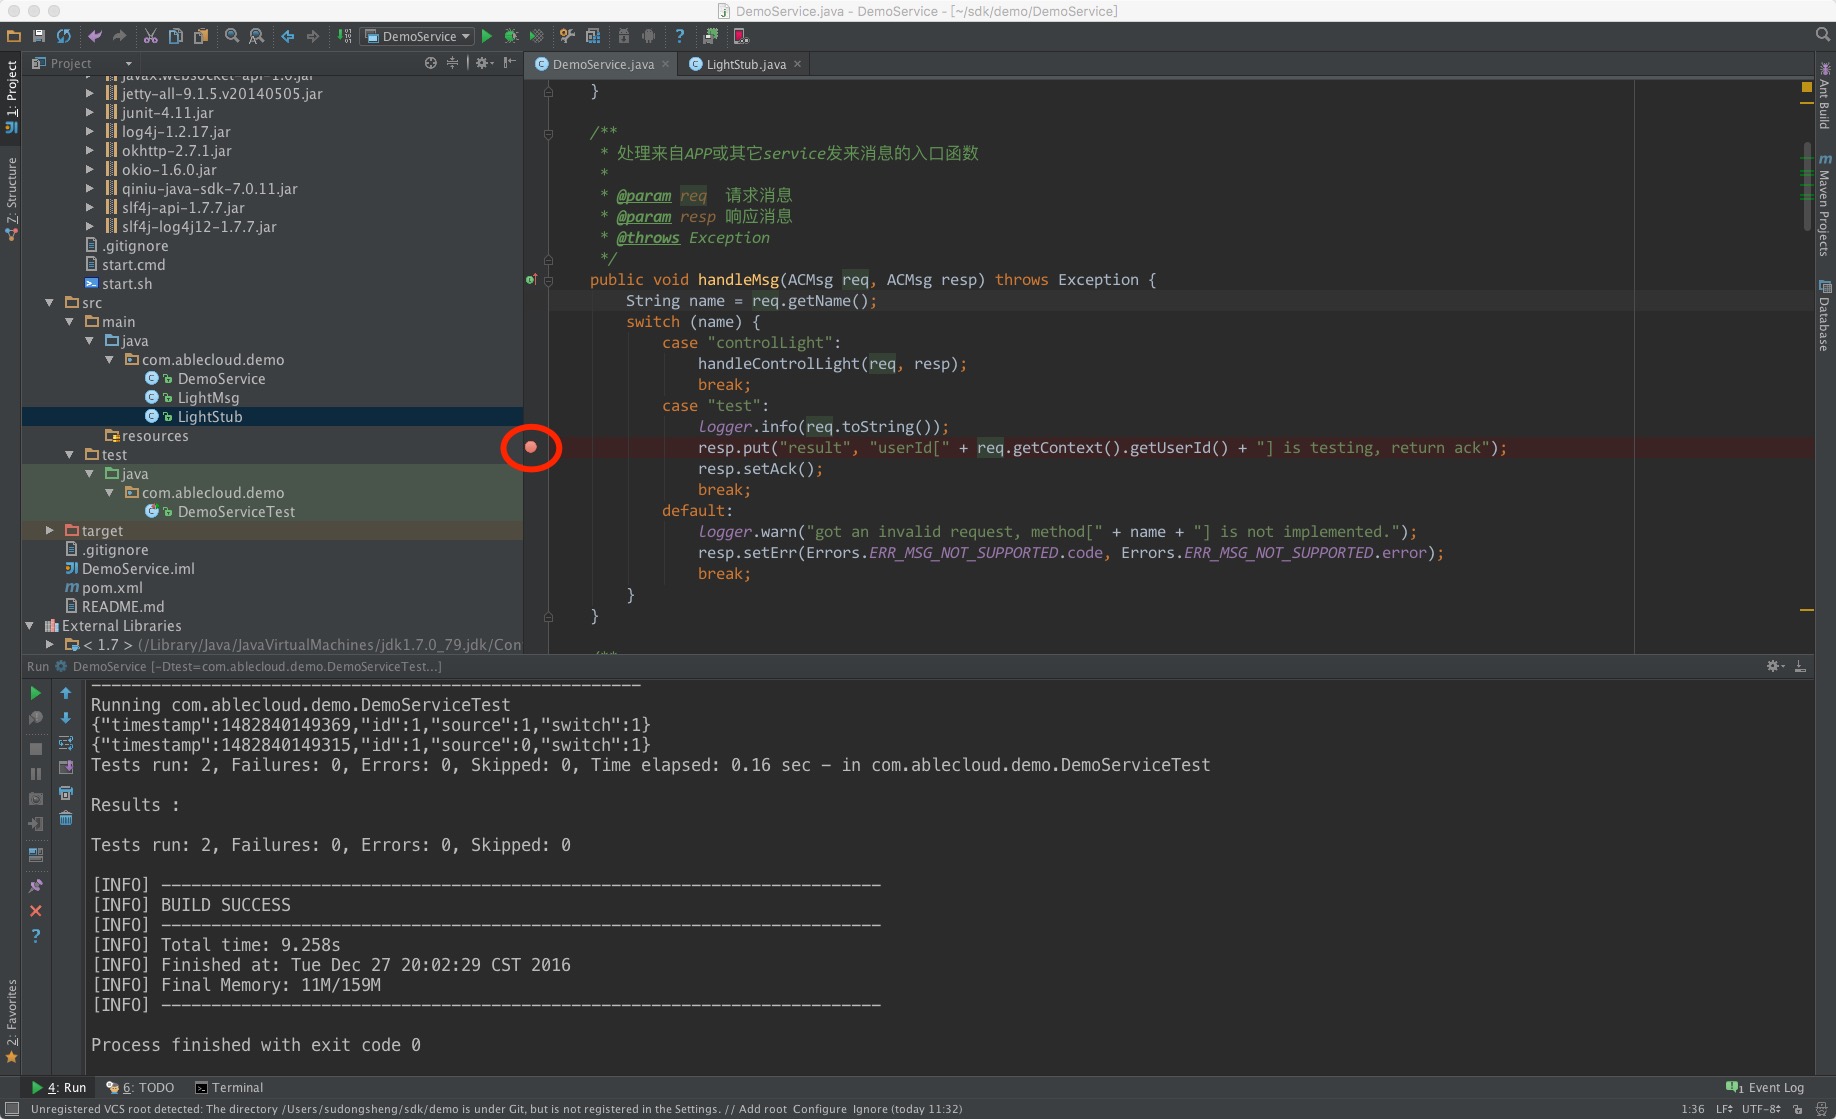 DemoService.java - DemoService - [~/sdk/demo/DemoService]
DemoService
Project
DemoService.java
LightStub.java
1: Project
7: Structure
2: Favorites
Ant Build
Maven Projects
Database
javax.websocket-api-1.0.jar
jetty-all-9.1.5.v20140505.jar
junit-4.11.jar
log4j-1.2.17.jar
okhttp-2.7.1.jar
okio-1.6.0.jar
qiniu-java-sdk-7.0.11.jar
slf4j-api-1.7.7.jar
slf4j-log4j12-1.7.7.jar
.gitignore
start.cmd
start.sh
src
main
java
com.ablecloud.demo
DemoService
LightMsg
LightStub
resources
test
java
com.ablecloud.demo
DemoServiceTest
target
.gitignore
DemoService.iml
pom.xml
README.md
External Libraries
< 1.7 > (/Library/Java/JavaVirtualMachines/jdk1.7.0_79.jdk/Con
}
/**
* 处理来自APP或其它service发来消息的入口函数
*
* @param req 请求消息
* @param resp 响应消息
* @throws Exception
*/
public void handleMsg(ACMsg req, ACMsg resp) throws Exception {
String name = req.getName();
switch (name) {
case "controlLight":
handleControlLight(req, resp);
break;
case "test":
logger.info(req.toString());
resp.put("result", "userId[" + req.getContext().getUserId() + "] is testing, return ack");
resp.setAck();
break;
default:
logger.warn("got an invalid request, method[" + name + "] is not implemented.");
resp.setErr(Errors.ERR_MSG_NOT_SUPPORTED.code, Errors.ERR_MSG_NOT_SUPPORTED.error);
break;
}
}
/**
Run DemoService [-Dtest=com.ablecloud.demo.DemoServiceTest...]
-------------------------------------------------------
Running com.ablecloud.demo.DemoServiceTest
{"timestamp":1482840149369,"id":1,"source":1,"switch":1}
{"timestamp":1482840149315,"id":1,"source":0,"switch":1}
Tests run: 2, Failures: 0, Errors: 0, Skipped: 0, Time elapsed: 0.16 sec - in com.ablecloud.demo.DemoServiceTest
Results :
Tests run: 2, Failures: 0, Errors: 0, Skipped: 0
[INFO] ------------------------------------------------------------------------
[INFO] BUILD SUCCESS
[INFO] ------------------------------------------------------------------------
[INFO] Total time: 9.258s
[INFO] Finished at: Tue Dec 27 20:02:29 CST 2016
[INFO] Final Memory: 11M/159M
[INFO] ------------------------------------------------------------------------
Process finished with exit code 0
4: Run
6: TODO
Terminal
1 Event Log
Unregistered VCS root detected: The directory /Users/sudongsheng/sdk/demo is under Git, but is not registered in the Settings. // Add root Configure Ignore (today 11:32)
1:36 LF UTF-8